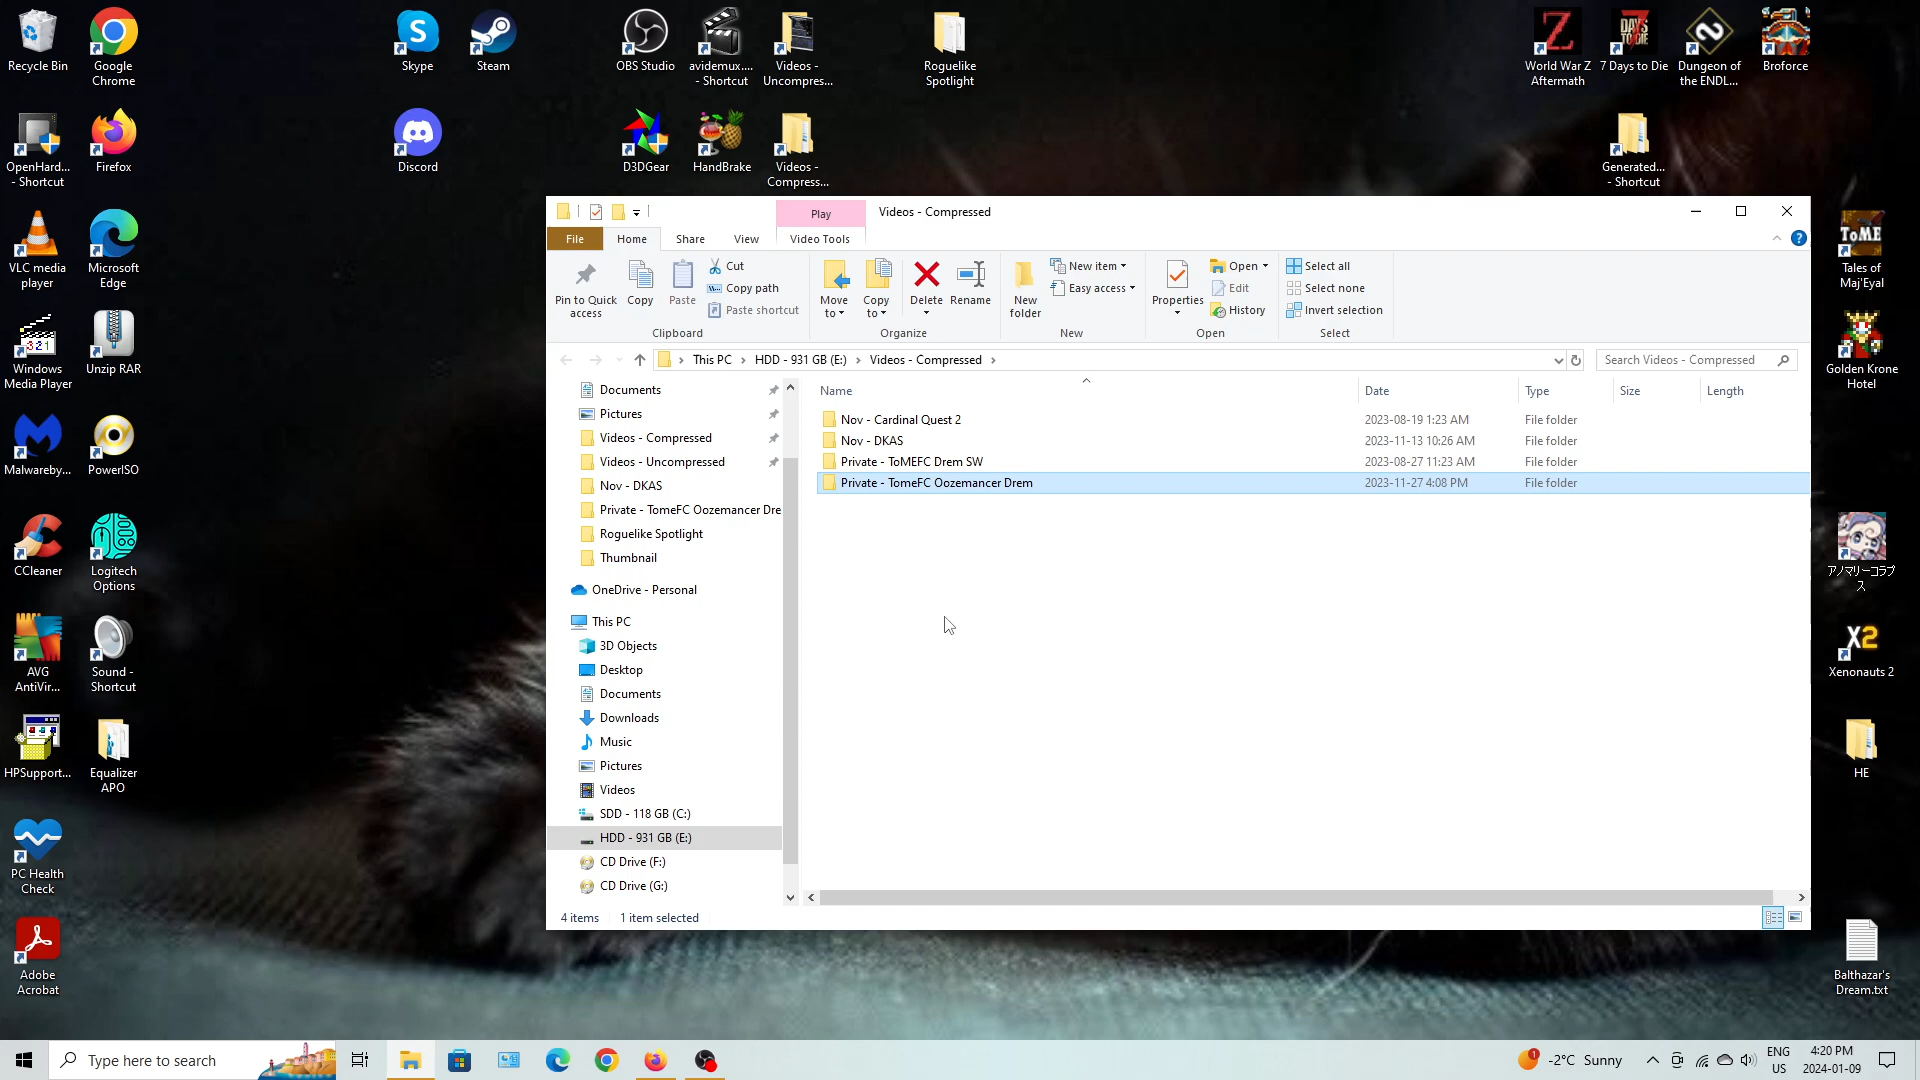 Recycle Bin
Google
Chrome
Skype
Steam
OBS Studio
avidemux....
- Shortcut
Videos -
Uncompres...
Roguelike
Spotlight
World War Z
Aftermath
7 Days to Die
Dungeon of
the ENDL...
Broforce
OpenHard...
- Shortcut
Firefox
Discord
D3DGear
HandBrake
Videos -
Compress...
Generated...
- Shortcut
VLC media
player
Microsoft
Edge
Windows
Media Player
Unzip RAR
Malwareby...
PowerISO
CCleaner
Logitech
Options
AVG
AntiVir...
Sound -
Shortcut
HPSupport...
Equalizer
APO
PC Health
Check
Adobe
Acrobat
Play
Videos - Compressed
File
Home
Share
View
Video Tools
Pin to Quick
access
Copy
Paste
Cut
Copy path
Paste shortcut
Clipboard
Move
to
Copy
to
Delete
Rename
Organize
New
folder
New item
Easy access
New
Properties
Open
Edit
History
Open
Select all
Select none
Invert selection
Select
This PC > HDD - 931 GB (E:) > Videos - Compressed >
Search Videos - Compressed
Documents
Pictures
Videos - Compressed
Videos - Uncompressed
Nov - DKAS
Private - TomeFC Oozemancer Dre
Roguelike Spotlight
Thumbnail
OneDrive - Personal
This PC
3D Objects
Desktop
Documents
Downloads
Music
Pictures
Videos
SDD - 118 GB (C:)
HDD - 931 GB (E:)
CD Drive (F:)
CD Drive (G:)
Name Date Type Size Length
Nov - Cardinal Quest 2 2023-08-19 1:23 AM File folder
Nov - DKAS 2023-11-13 10:26 AM File folder
Private - ToMEFC Drem SW 2023-08-27 11:23 AM File folder
Private - TomeFC Oozemancer Drem 2023-11-27 4:08 PM File folder
4 items 1 item selected
ToME
Tales of
Maj'Eyal
Golden Krone
Hotel
アノマリーコラプ
ス
X2
Xenonauts 2
HE
Balthazar's
Dream.txt
Type here to search
1
-2°C Sunny
ENG
US
4:20 PM
2024-01-09